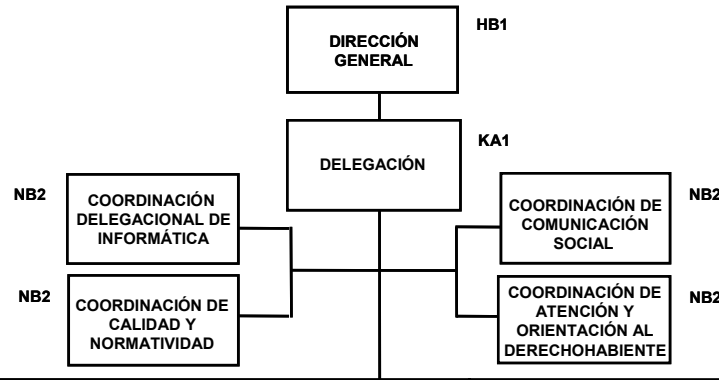 DIRECCIÓN
GENERAL
HB1
DELEGACIÓN
KA1
NB2
COORDINACIÓN
DELEGACIONAL DE
INFORMÁTICA
COORDINACIÓN DE
COMUNICACIÓN
SOCIAL
NB2
NB2
COORDINACIÓN DE
CALIDAD Y
NORMATIVIDAD
COORDINACIÓN DE
ATENCIÓN Y
ORIENTACIÓN AL
DERECHOHABIENTE
NB2